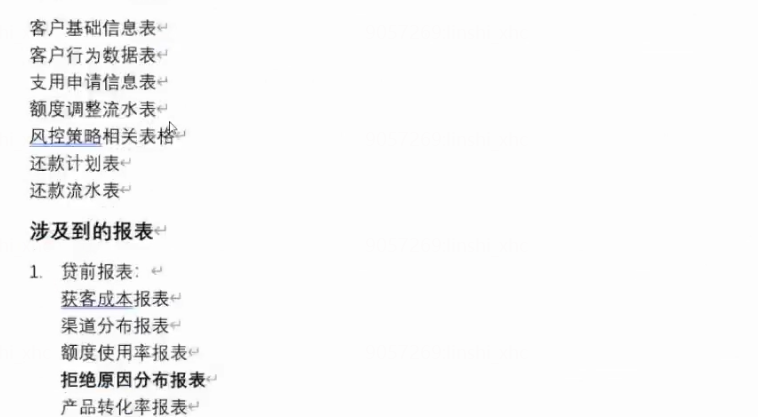 客户基础信息表
客户行为数据表
支用申请信息表
额度调整流水表
风控策略相关表格
还款计划表
还款流水表
涉及到的报表
1. 贷前报表：
获客成本报表
渠道分布报表
额度使用率报表
拒绝原因分布报表
产品转化率报表